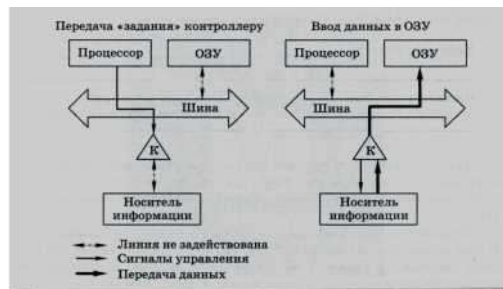 Передача «задания» контроллеру
Процессор
ОЗУ
Шина
К
Носитель
информации
Ввод данных в ОЗУ
Процессор
ОЗУ
Шина
К
Носитель
информации
Линия не задействована
Сигналы управления
Передача данных